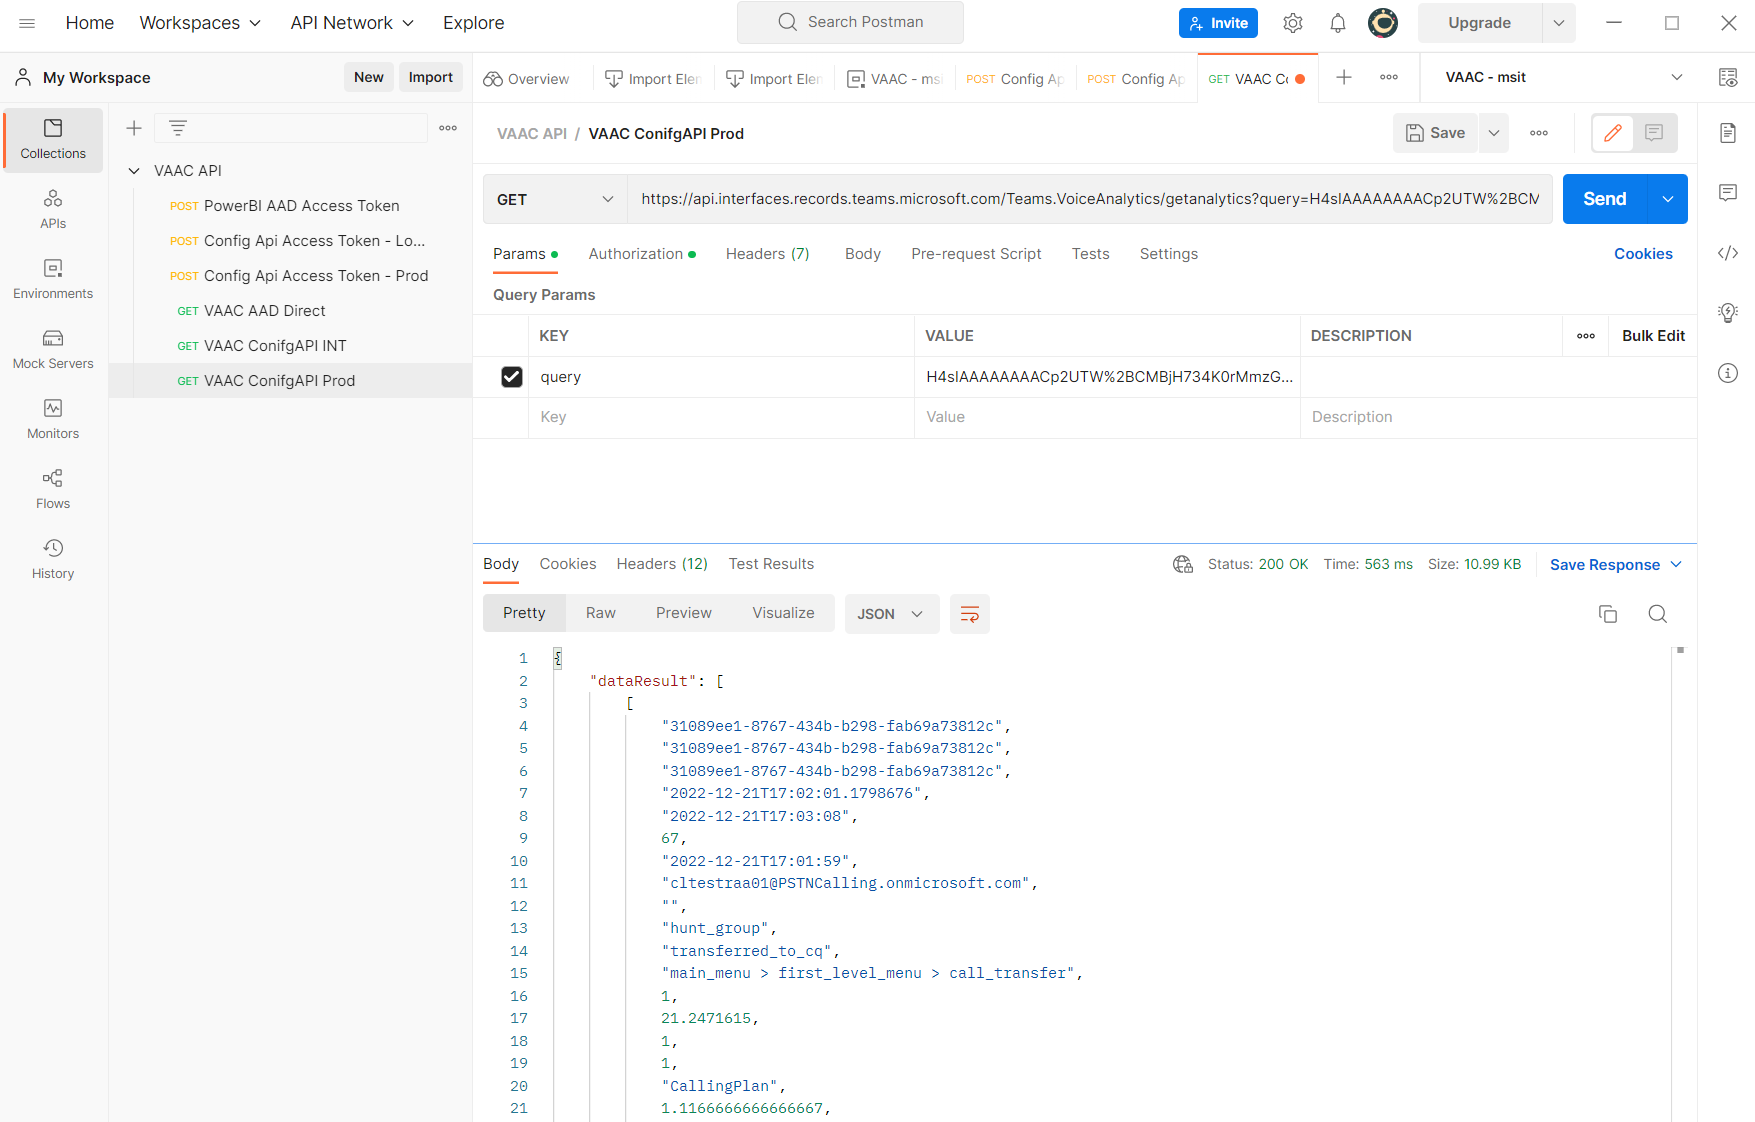 Home Workspaces API Network Explore Search Postman Invite Upgrade
My Workspace New Import Overview Import Elen Import Elen VAAC - ms POST Config Ap POST Config Ap GET VAAC Co VAAC - msit
Collections
APIs
Environments
Mock Servers
Monitors
Flows
History
VAAC API
POST PowerBI AAD Access Token
POST Config Api Access Token - Lo...
POST Config Api Access Token - Prod
GET VAAC AAD Direct
GET VAAC ConifgAPI INT
GET VAAC ConifgAPI Prod
VAAC API / VAAC ConifgAPI Prod Save
GET https://api.interfaces.records.teams.microsoft.com/Teams.VoiceAnalytics/getanalytics?query=H4sIAAAAAAAACp2UTW%2BCM Send
Params Authorization Headers (7) Body Pre-request Script Tests Settings Cookies
Query Params
KEY VALUE DESCRIPTION Bulk Edit
query H4sIAAAAAAAACp2UTW%2BCMBjH734K0rMmzG...
Key Value Description
Body Cookies Headers (12) Test Results Status: 200 OK Time: 563 ms Size: 10.99 KB Save Response
Pretty Raw Preview Visualize JSON
1 {
2 "dataResult": [
3 [
4 "31089ee1-8767-434b-b298-fab69a73812c",
5 "31089ee1-8767-434b-b298-fab69a73812c",
6 "31089ee1-8767-434b-b298-fab69a73812c",
7 "2022-12-21T17:02:01.1798676",
8 "2022-12-21T17:03:08",
9 67,
10 "2022-12-21T17:01:59",
11 "cltestraa01@PSTNCalling.onmicrosoft.com",
12 "",
13 "hunt_group",
14 "transferred_to_cq",
15 "main_menu > first_level_menu > call_transfer",
16 1,
17 21.2471615,
18 1,
19 1,
20 "CallingPlan",
21 1.1166666666666667,